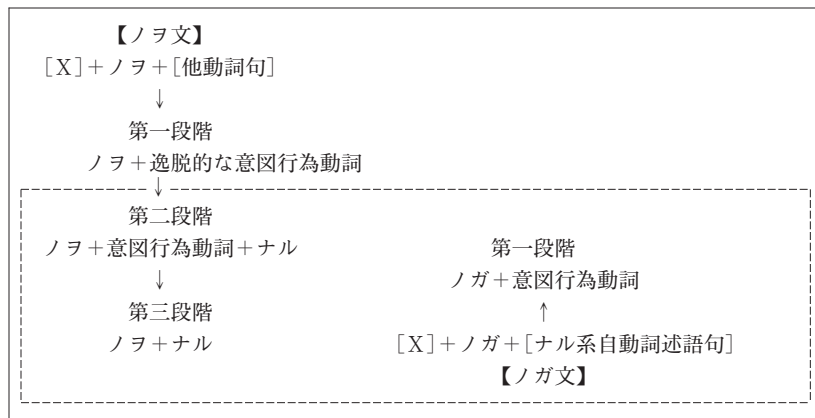 【ノヲ文】
[X]+ノヲ+[他動詞句]
↓
第一段階
ノヲ+逸脱的な意図行為動詞
↓
第二段階
ノヲ+意図行為動詞+ナル 第一段階
↓ ノガ+意図行為動詞
第三段階 ↑
ノヲ+ナル [X]+ノガ+[ナル系自動詞述語句]
【ノガ文】